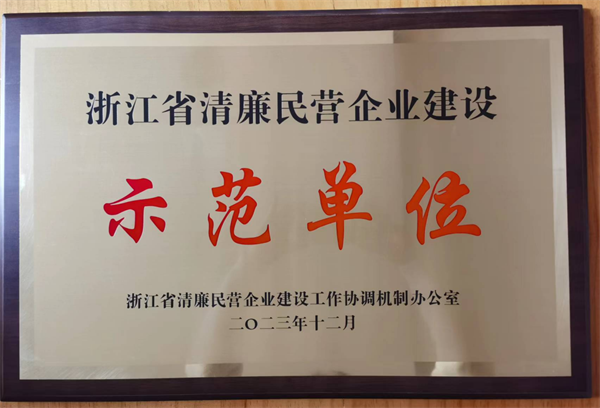 浙江省清廉民营企业建设
示范单位
浙江省清廉民营企业建设工作协调机制办公室
二〇二三年十二月